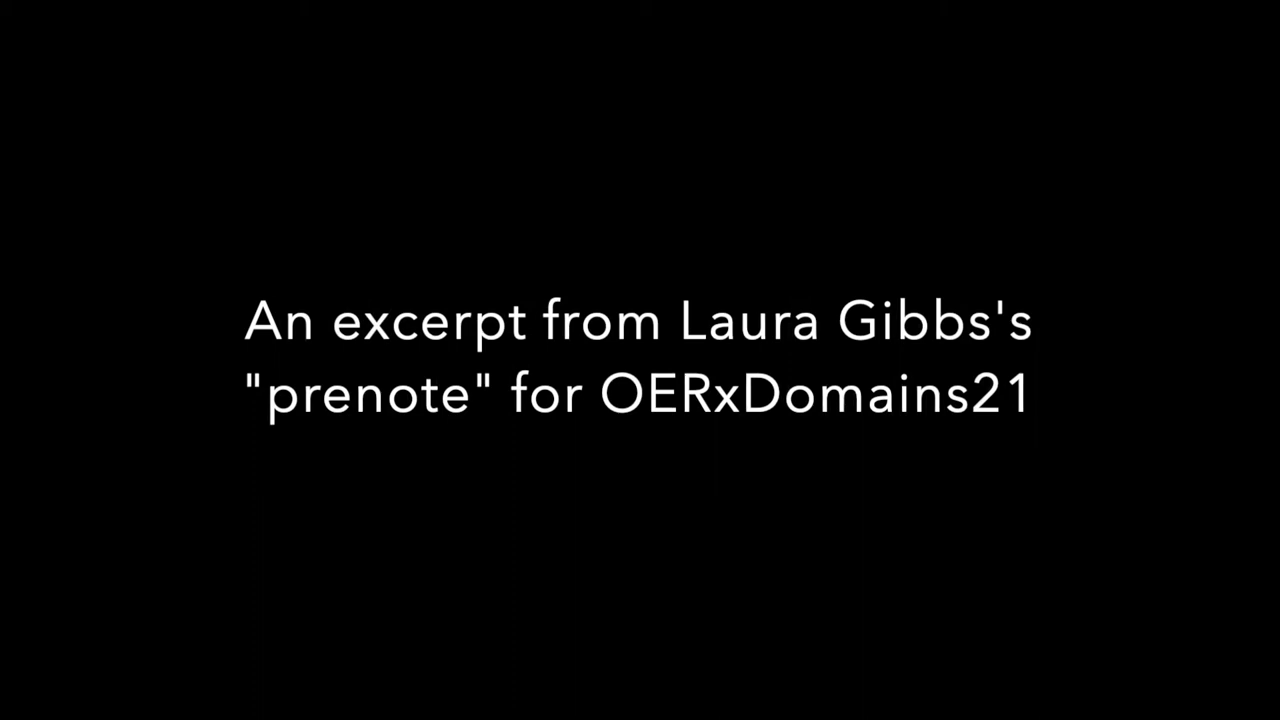 An excerpt from Laura Gibbs's
"prenote" for OERxDomains21